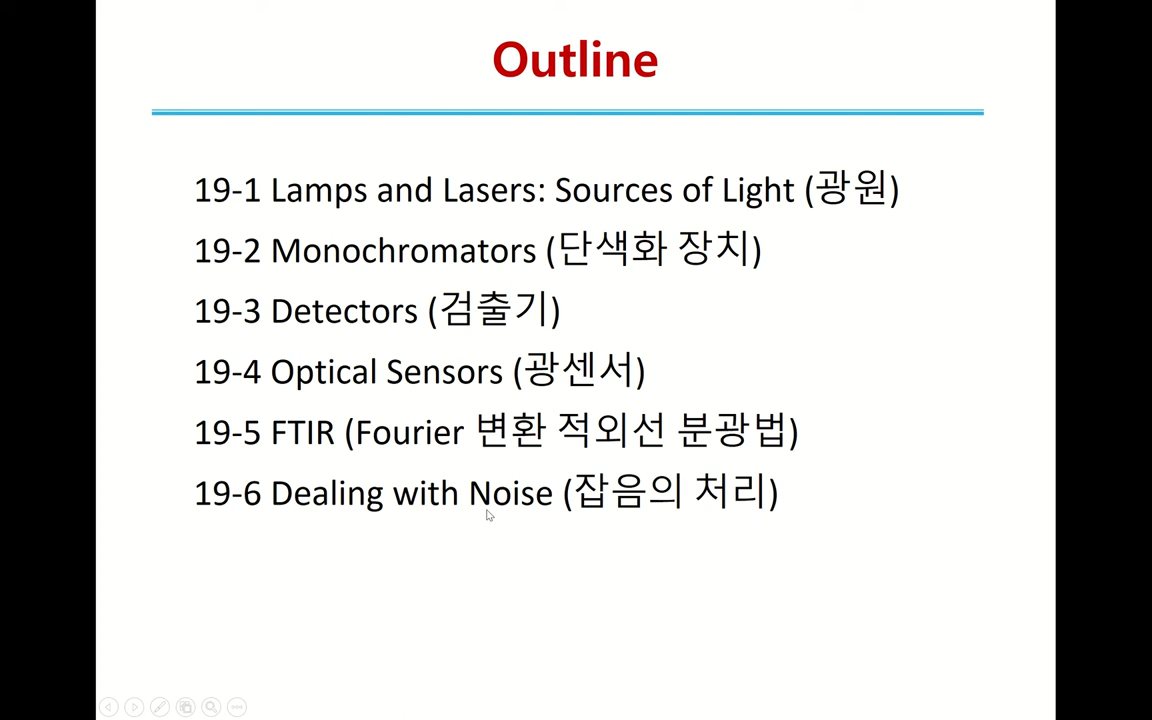 Outline
19-1 Lamps and Lasers: Sources of Light (광원)
19-2 Monochromators (단색화 장치)
19-3 Detectors (검출기)
19-4 Optical Sensors (광센서)
19-5 FTIR (Fourier 변환 적외선 분광법)
19-6 Dealing with Noise (잡음의 처리)